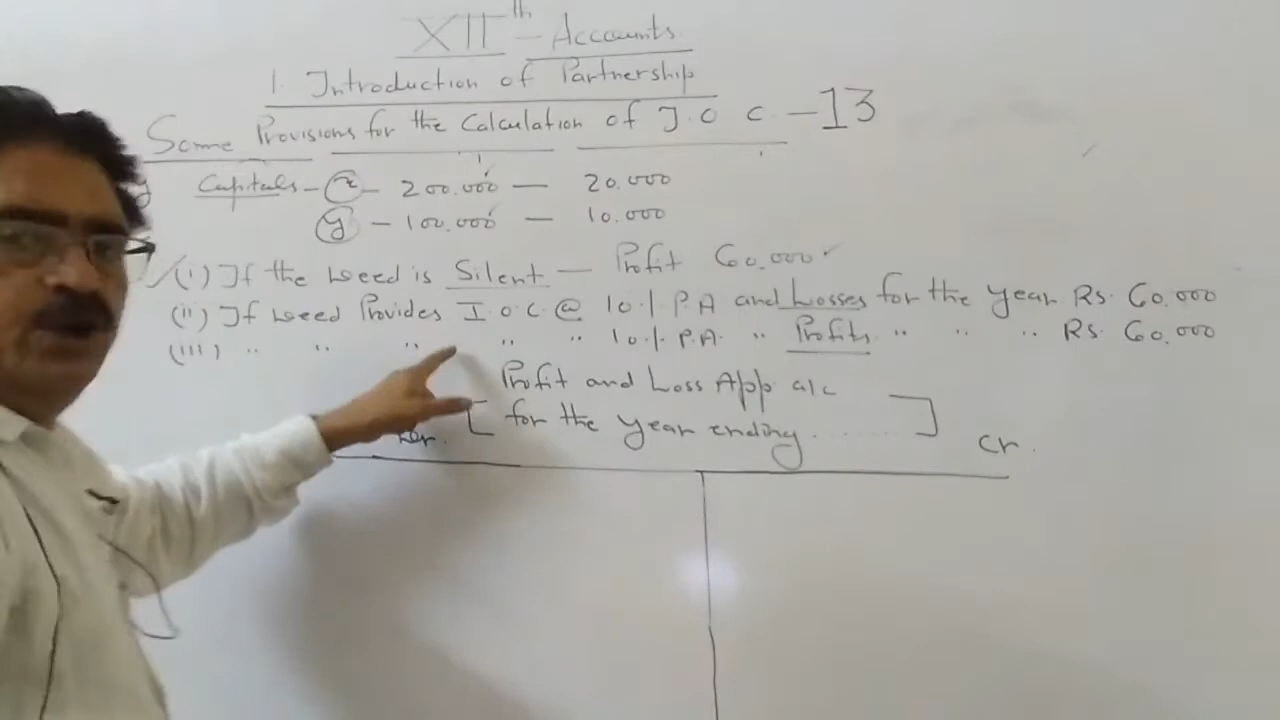 XIIth - Accounts
1. Introduction of Partnership
Some Provisions for the Calculation of I.O C - 13
Capitals - x - 200.000 - 20.000
y - 100.000 - 10.000
(i) If the deed is Silent - Profit 60.000
(ii) If deed Provides I.O.C. @ 10% P.A and Losses for the year Rs. 60.000
(iii) " " " " " 10% P.A. " Profits " " " Rs. 60.000
Profit and Loss App a/c
[for the year ending.......]
Dr. Cr.